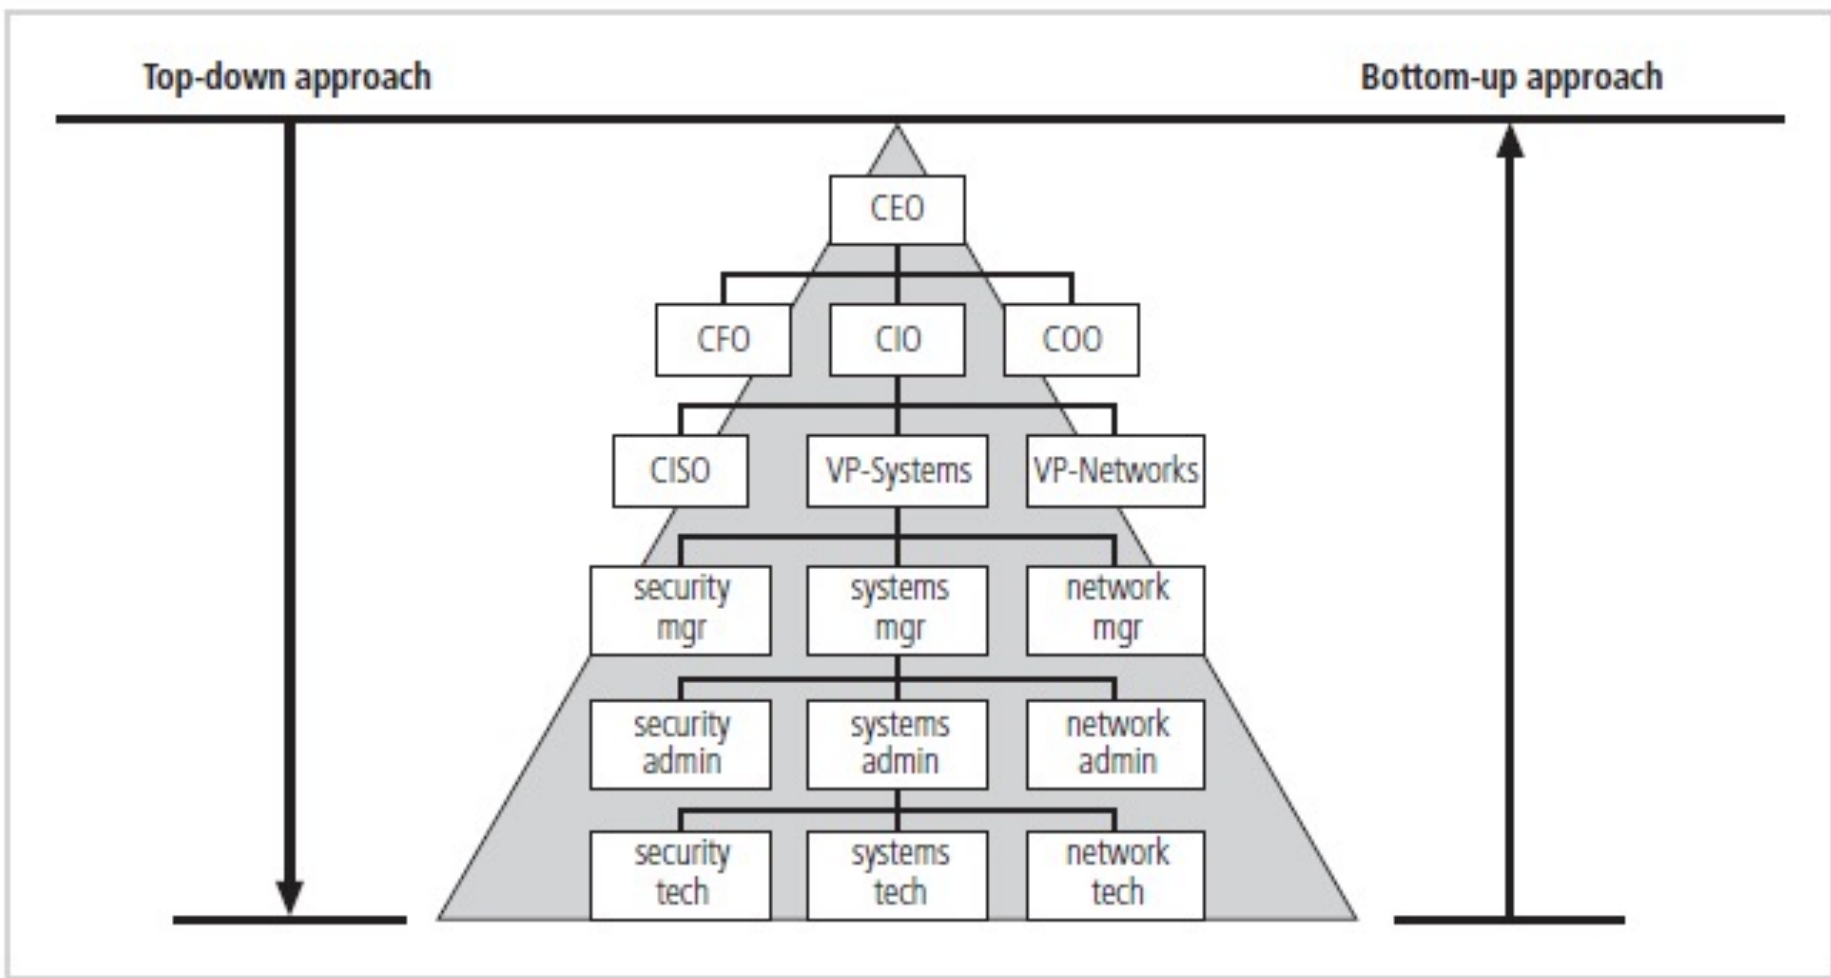 Top-down approach
Bottom-up approach
CEO
CFO
CIO
COO
CISO
VP-Systems
VP-Networks
security
mgr
systems
mgr
network
mgr
security
admin
systems
admin
network
admin
security
tech
systems
tech
network
tech